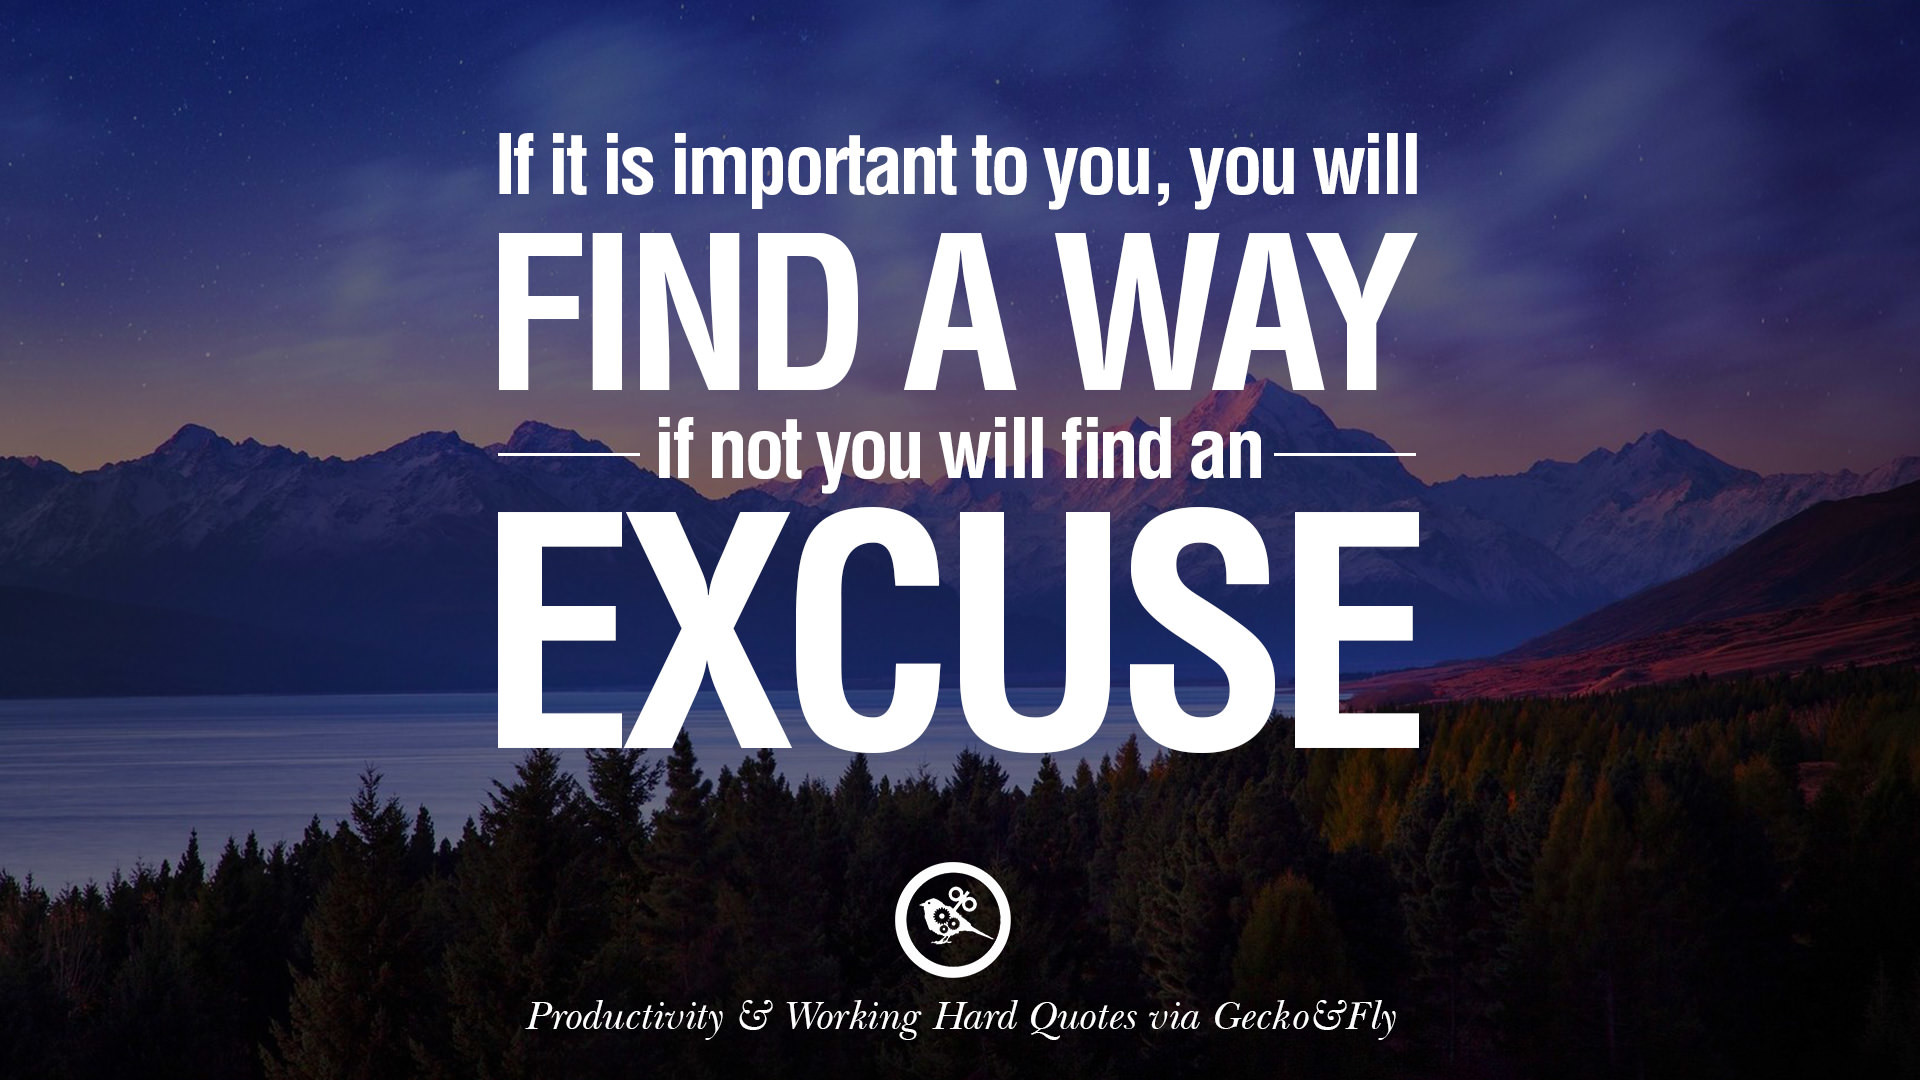 If it is important to you, you will
FIND A WAY
if not you will find an
EXCUSE
Productivity & Working Hard Quotes via Gecko&Fly